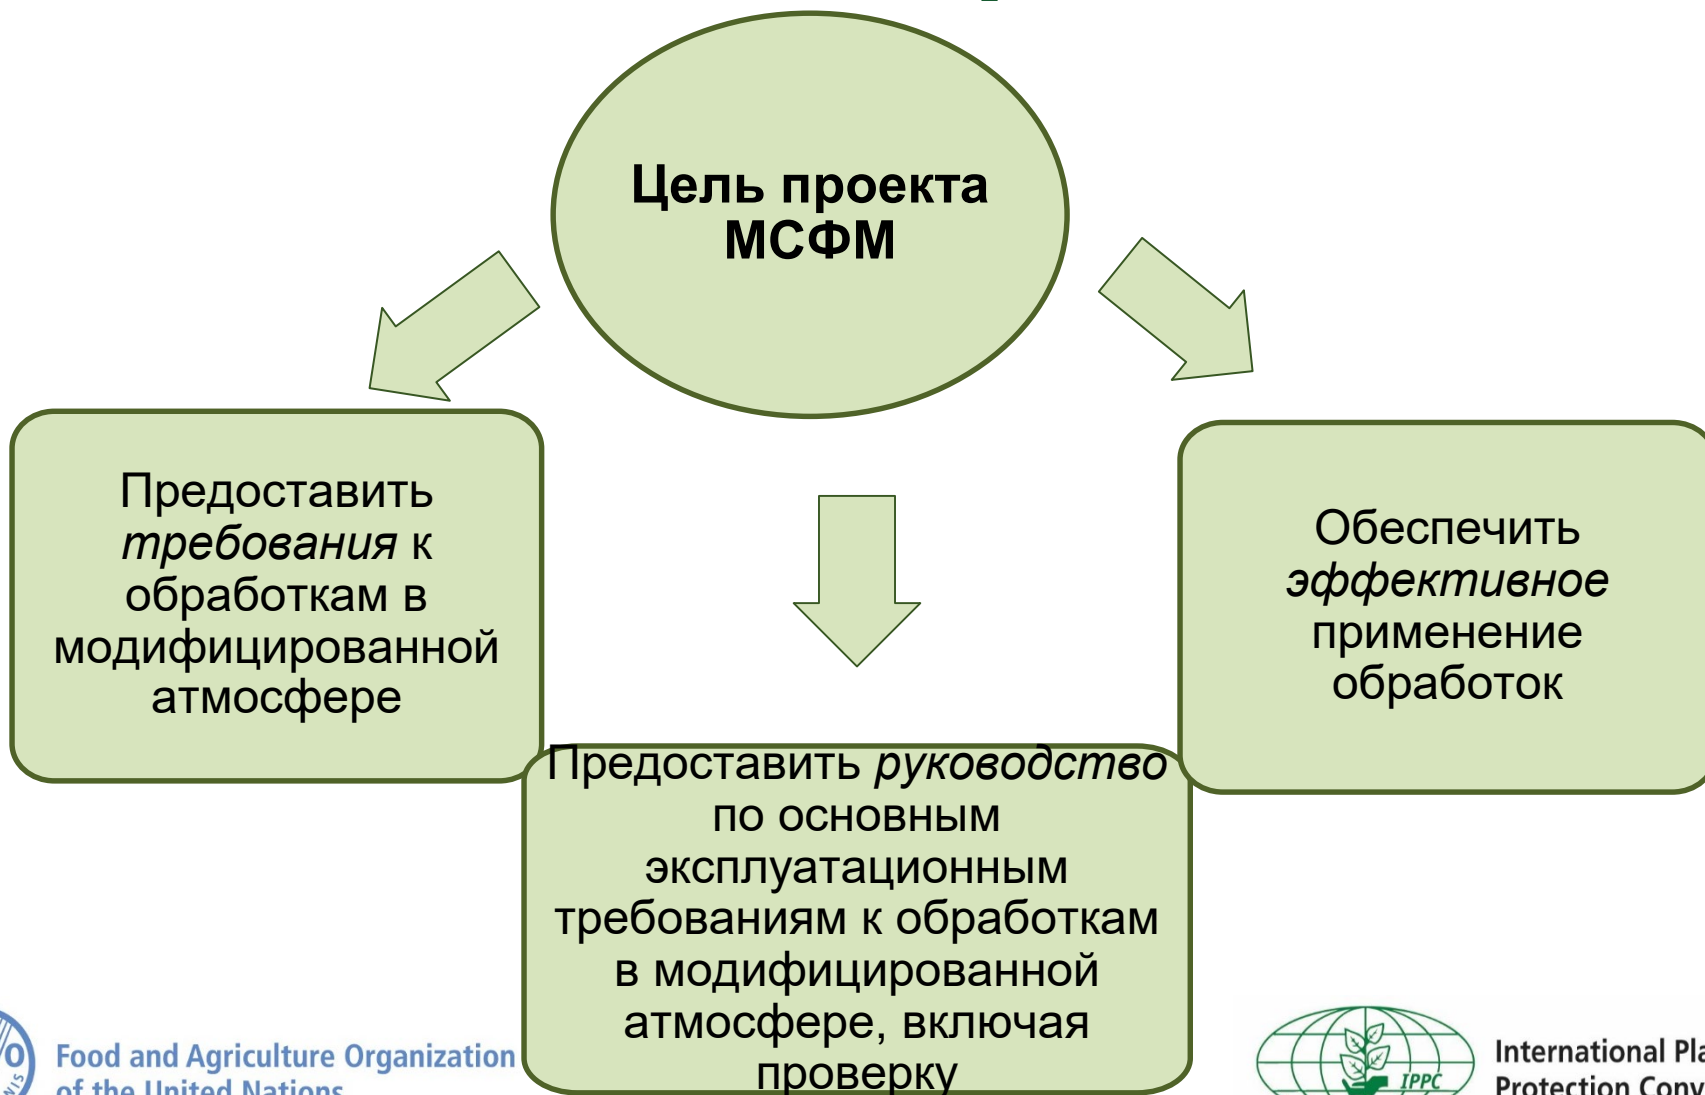 Цель проекта
МСФМ
Предоставить
требования к
обработкам в
модифицированной
атмосфере
Предоставить руководство
по основным
эксплуатационным
требованиям к обработкам
в модифицированной
атмосфере, включая
проверку
Обеспечить
эффективное
применение
обработок
Food and Agriculture Organization
of the United Nations
IPPC
International Pla
Protection Conv